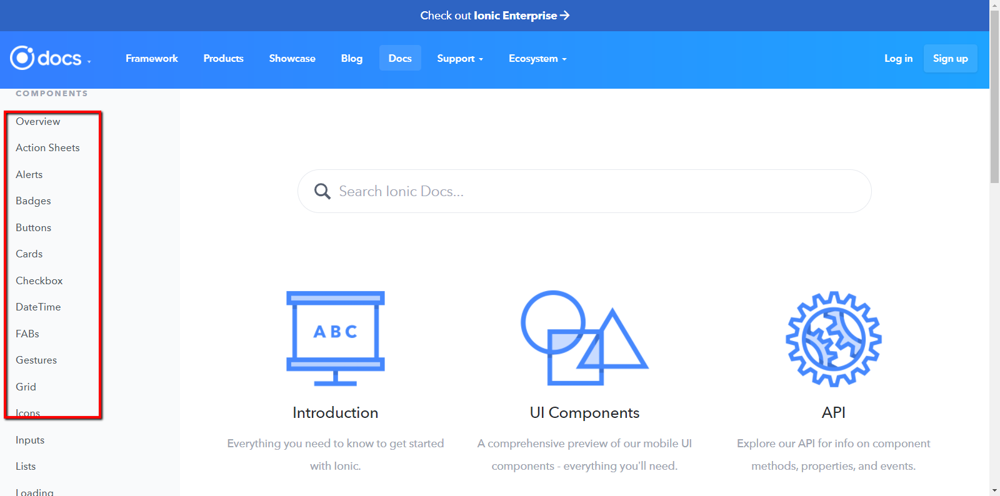 Check out Ionic Enterprise →
docs
Framework
Products
Showcase
Blog
Docs
Support
Ecosystem
Log in
Sign up
COMPONENTS
Overview
Action Sheets
Alerts
Badges
Buttons
Cards
Checkbox
DateTime
FABs
Gestures
Grid
Icons
Inputs
Lists
Loading
Search Ionic Docs...
A B C
Introduction
Everything you need to know to get started
with Ionic.
UI Components
A comprehensive preview of our mobile UI
components - everything you'll need.
API
Explore our API for info on component
methods, properties, and events.